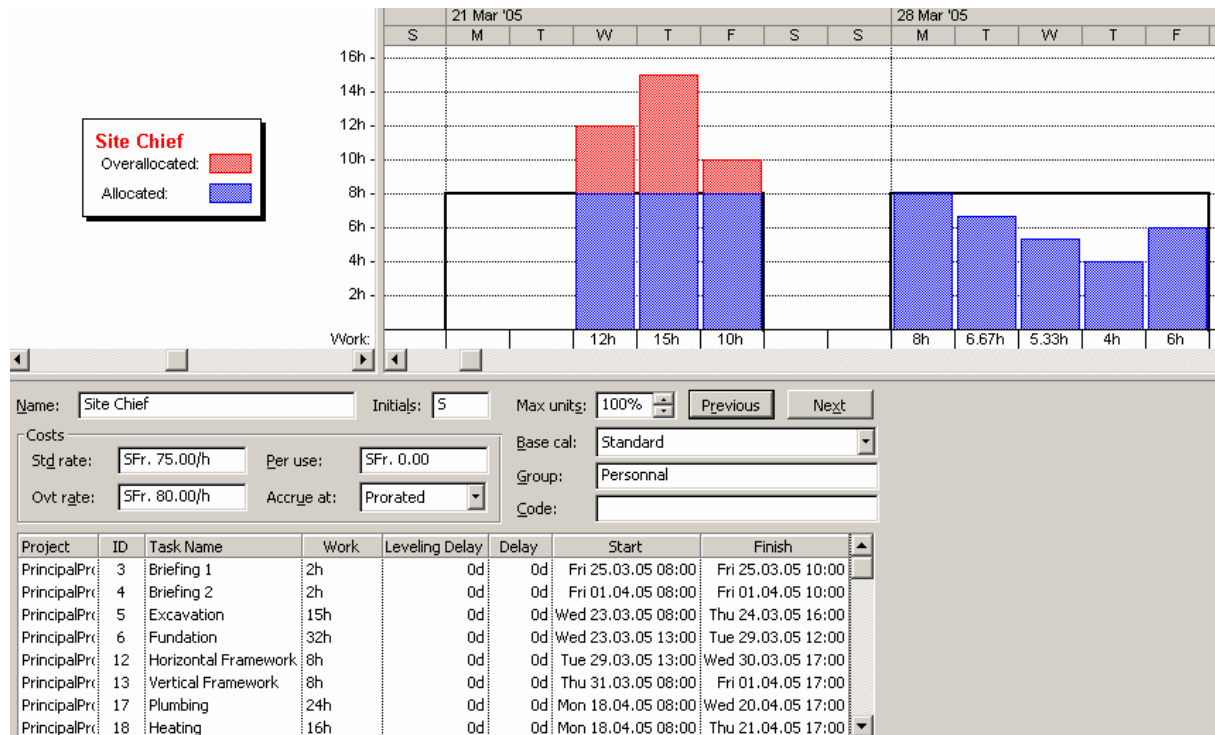 21 Mar '05 28 Mar '05
S M T W T F S S M T W T F
16h
14h
12h
10h
8h
6h
4h
2h
Site Chief
Overallocated:
Allocated:
Work: 12h 15h 10h 8h 6.67h 5.33h 4h 6h
Name: Site Chief Initials: S Max units: 100% Previous Next
Costs
Std rate: SFr. 75.00/h Per use: SFr. 0.00
Ovt rate: SFr. 80.00/h Accrue at: Prorated
Base cal: Standard
Group: Personnal
Code:
Project ID Task Name Work Leveling Delay Delay Start Finish
PrincipalPro 3 Briefing 1 2h 0d 0d Fri 25.03.05 08:00 Fri 25.03.05 10:00
PrincipalPro 4 Briefing 2 2h 0d 0d Fri 01.04.05 08:00 Fri 01.04.05 10:00
PrincipalPro 5 Excavation 15h 0d 0d Wed 23.03.05 08:00 Thu 24.03.05 16:00
PrincipalPro 6 Fundation 32h 0d 0d Wed 23.03.05 13:00 Tue 29.03.05 12:00
PrincipalPro 12 Horizontal Framework 8h 0d 0d Tue 29.03.05 13:00 Wed 30.03.05 17:00
PrincipalPro 13 Vertical Framework 8h 0d 0d Thu 31.03.05 08:00 Fri 01.04.05 17:00
PrincipalPro 17 Plumbing 24h 0d 0d Mon 18.04.05 08:00 Wed 20.04.05 17:00
PrincipalPro 18 Heating 16h 0d 0d Mon 18.04.05 08:00 Thu 21.04.05 17:00